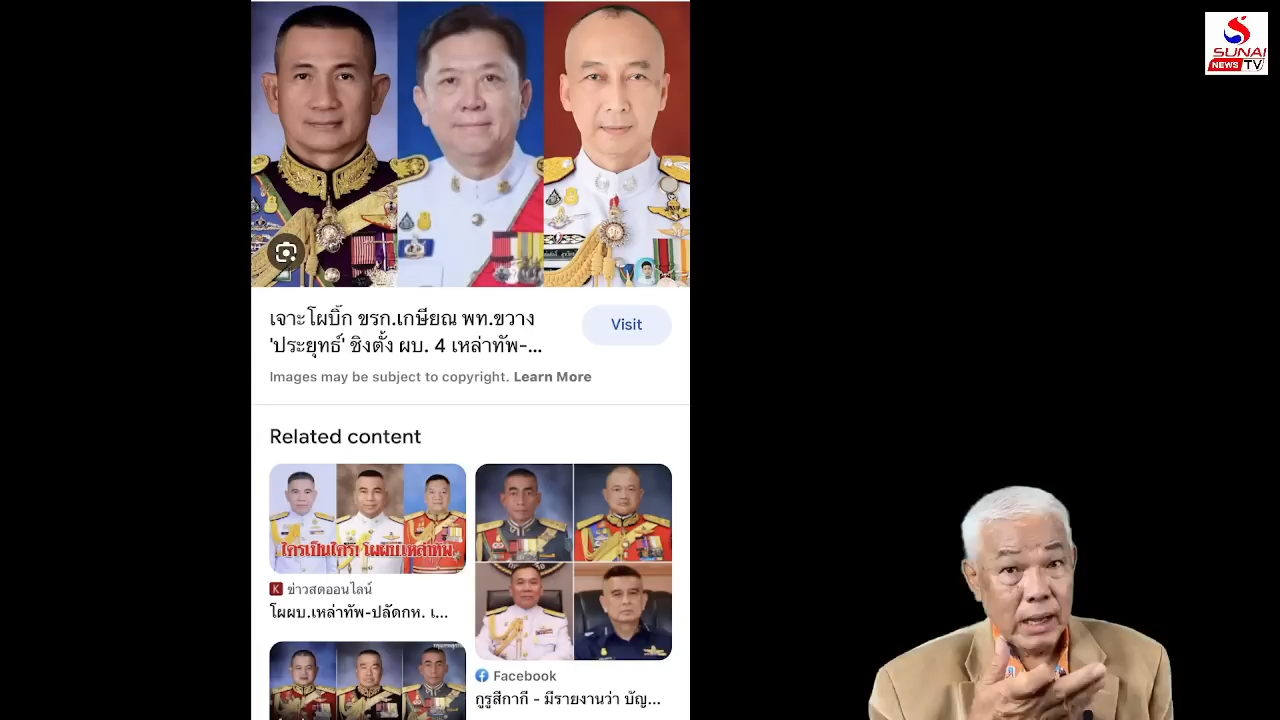 SUNAI
NEWS TV
เจาะโผบิ๊ก ขรก.เกษียณ พท.ขวาง
'ประยุทธ์' ชิงตั้ง ผบ. 4 เหล่าทัพ-...
Visit
Images may be subject to copyright. Learn More
Related content
ใครเป็นใคร! โผผบ.เหล่าทัพ
K ข่าวสดออนไลน์
โผผบ.เหล่าทัพ-ปลัดกห. เ...
Facebook
กูรูสีกากี - มีรายงานว่า บัญ...